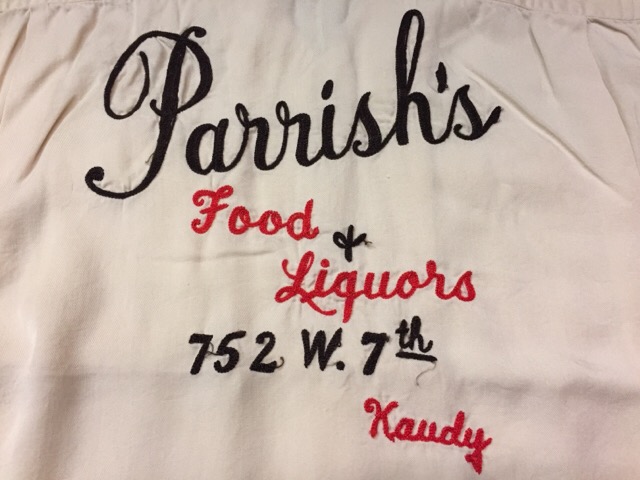 Parrish's
Food
&
Liquors
752 W. 7th
Kaudy